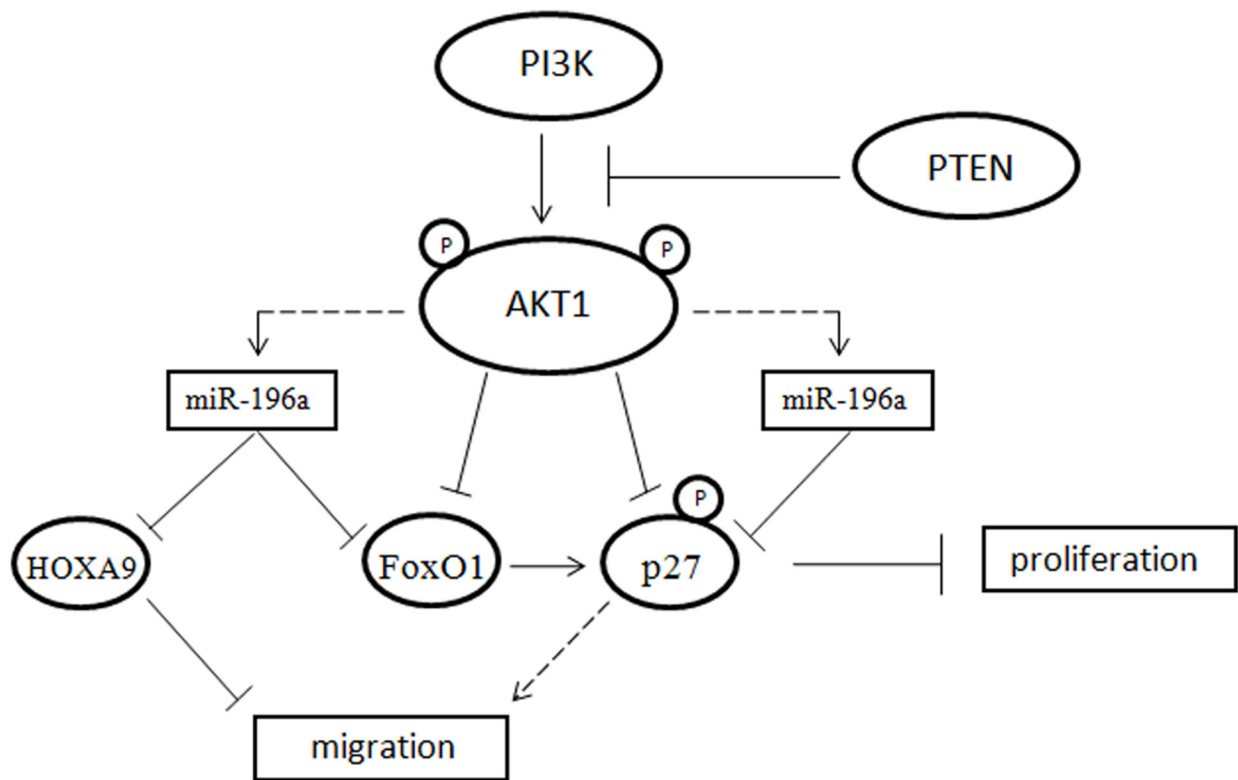 PI3K
PTEN
P
P
AKT1
miR-196a
miR-196a
P
HOXA9
FoxO1
p27
proliferation
migration